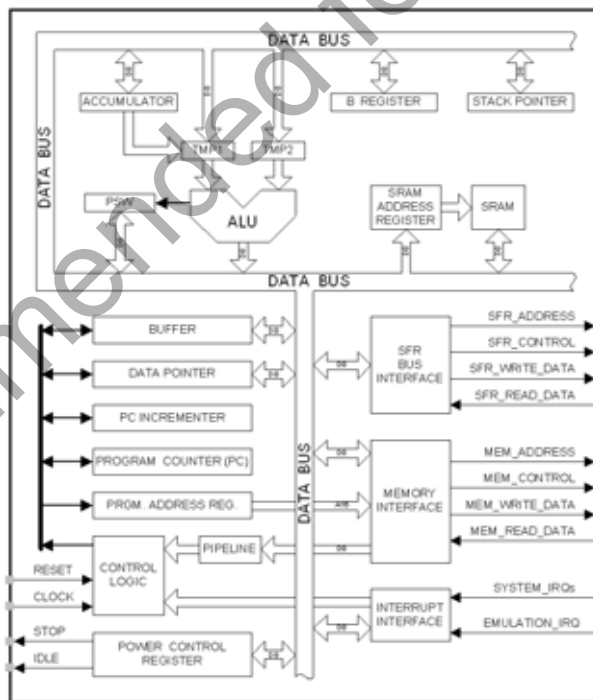 DATA BUS
ACCUMULATOR
B REGISTER
STACK POINTER
TMP1
TMP2
DATA BUS
PSW
ALU
SRAM
ADDRESS
REGISTER
SRAM
DATA BUS
BUFFER
DATA POINTER
PC INCREMENTER
PROGRAM COUNTER (PC)
PRGM. ADDRESS REG.
CONTROL
LOGIC
PIPELINE
POWER CONTROL
REGISTER
RESET
CLOCK
STOP
IDLE
DATA BUS
SFR
BUS
INTERFACE
SFR_ADDRESS
SFR_CONTROL
SFR_WRITE_DATA
SFR_READ_DATA
MEMORY
INTERFACE
MEM_ADDRESS
MEM_CONTROL
MEM_WRITE_DATA
MEM_READ_DATA
INTERRUPT
INTERFACE
SYSTEM_IRQs
EMULATION_IRQ
mmended